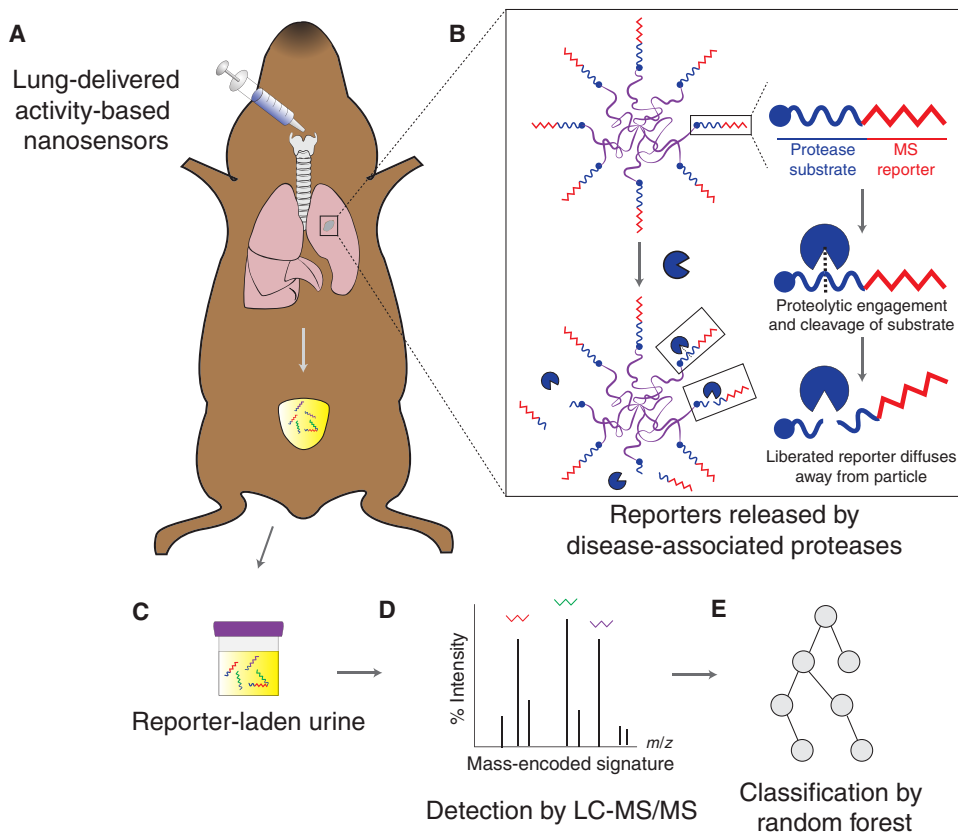 A
Lung-delivered
activity-based
nanosensors
B
Protease
substrate
MS
reporter
Proteolytic engagement
and cleavage of substrate
Liberated reporter diffuses
away from particle
Reporters released by
disease-associated proteases
C
Reporter-laden urine
D
% Intensity
m/z
Mass-encoded signature
Detection by LC-MS/MS
E
Classification by
random forest